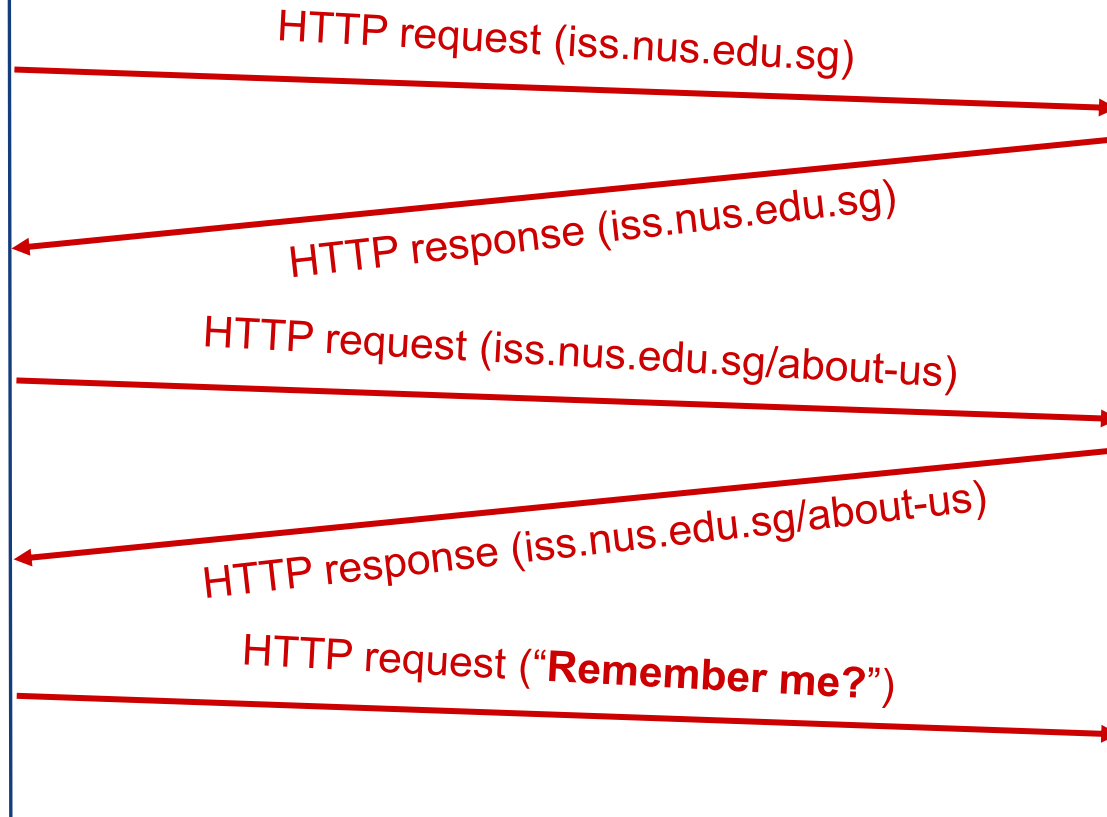 HTTP request (iss.nus.edu.sg)
HTTP response (iss.nus.edu.sg)
HTTP request (iss.nus.edu.sg/about-us)
HTTP response (iss.nus.edu.sg/about-us)
HTTP request (“Remember me?”)